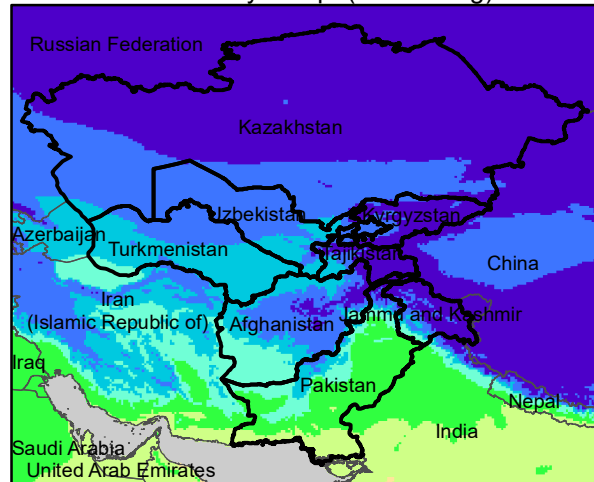 Russian Federation
Kazakhstan
Uzbekistan
Kyrgyzstan
Azerbaijan
Turkmenistan
Tajikistan
China
Iran
(Islamic Republic of)
Afghanistan
Jammu and Kashmir
Iraq
Pakistan
Nepal
India
Saudi Arabia
United Arab Emirates